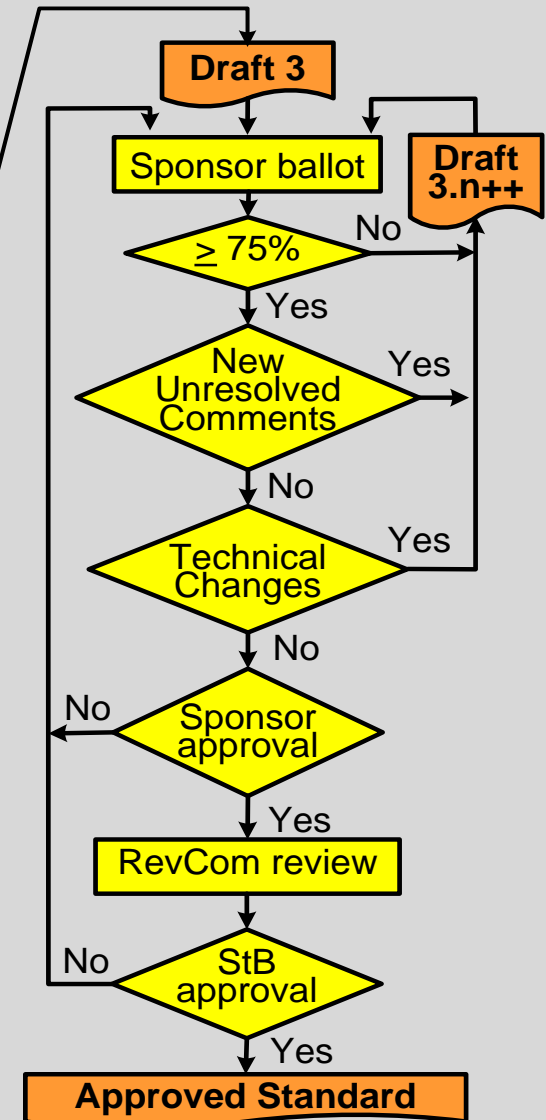 Draft 3
Sponsor ballot
Draft
3.n++
≥ 75%
No
Yes
New
Unresolved
Comments
Yes
No
Technical
Changes
Yes
No
Sponsor
approval
No
Yes
RevCom review
StB
approval
No
Yes
Approved Standard